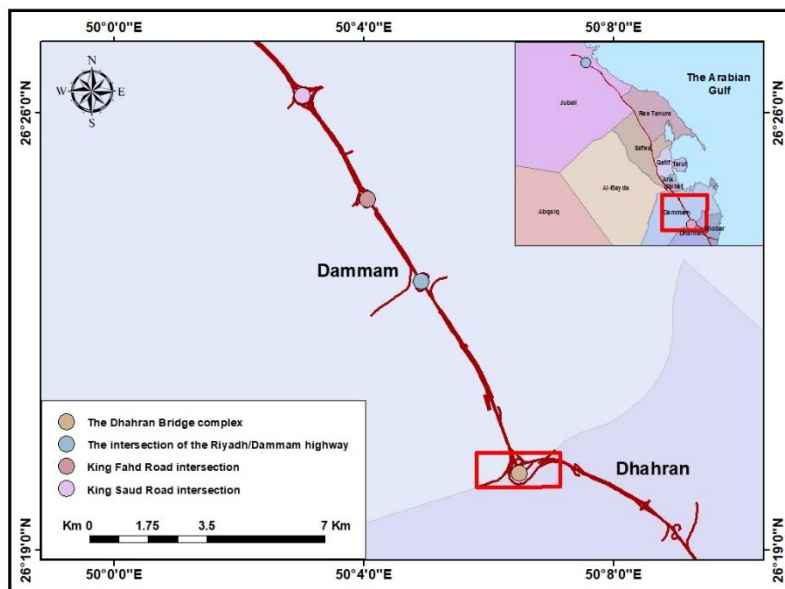 50°0'0"E
50°4'0"E
50°8'0"E
26°26'0"N
26°26'0"N
N
W
E
S
The Arabian
Gulf
Jubail
Ras Tanura
Safwa
Qatif
Tarut
Al-Bayda
Abqaiq
Dammam
Dhahran
Khobar
Dammam
Dhahran
The Dhahran Bridge complex
The intersection of the Riyadh/Dammam highway
King Fahd Road intersection
King Saud Road intersection
Km 0 1.75 3.5 7 Km
26°19'0"N
26°19'0"N
50°0'0"E
50°4'0"E
50°8'0"E